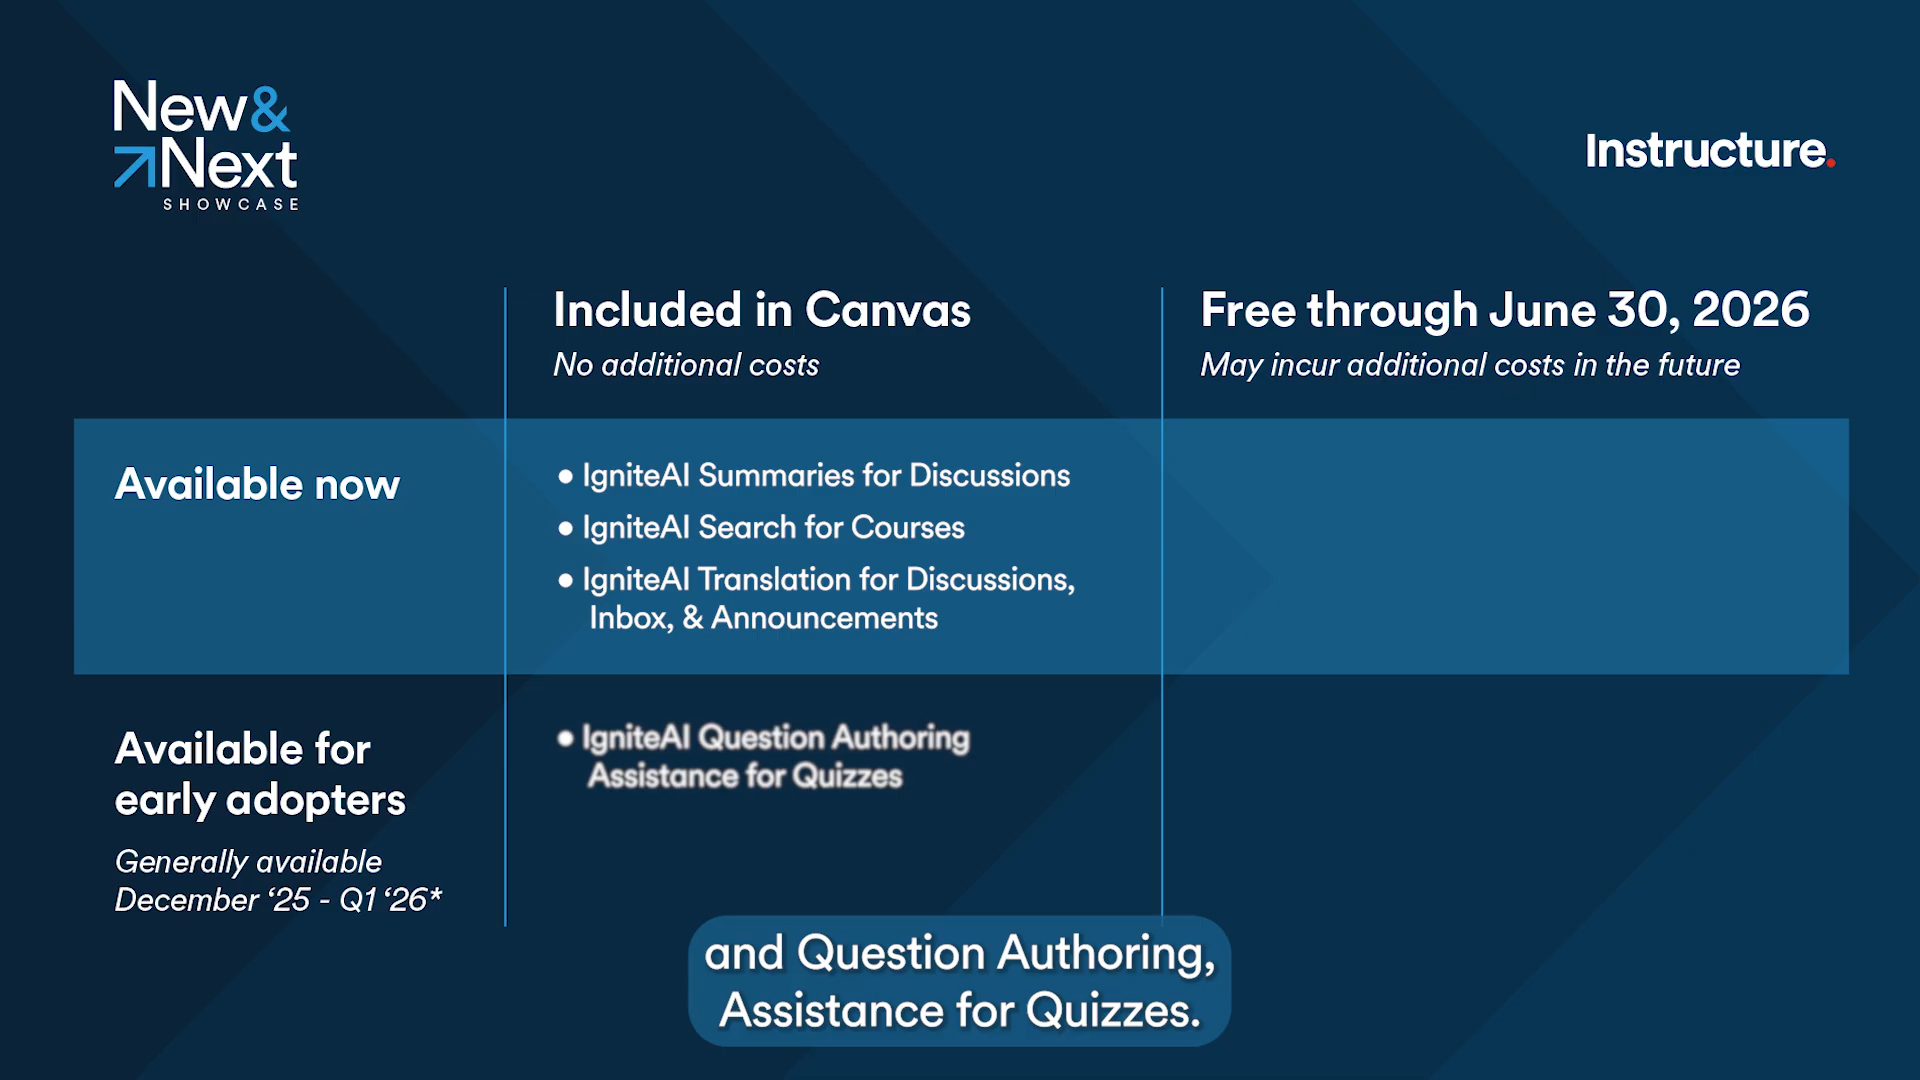 New&
Next
SHOWCASE
Instructure.
Included in Canvas
No additional costs
Free through June 30, 2026
May incur additional costs in the future
Available now
• IgniteAI Summaries for Discussions
• IgniteAI Search for Courses
• IgniteAI Translation for Discussions,
Inbox, & Announcements
Available for
early adopters
Generally available
December ‘25 - Q1 ‘26*
• IgniteAI Question Authoring
Assistance for Quizzes
and Question Authoring,
Assistance for Quizzes.